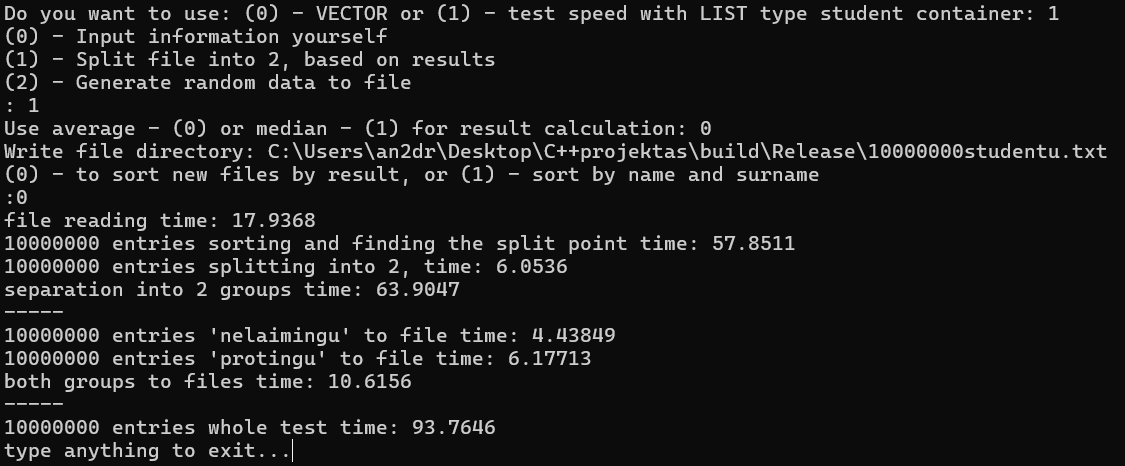 Do you want to use: (0) - VECTOR or (1) - test speed with LIST type student container: 1
(0) - Input information yourself
(1) - Split file into 2, based on results
(2) - Generate random data to file
: 1
Use average - (0) or median - (1) for result calculation: 0
Write file directory: C:\Users\an2dr\Desktop\C++projektas\build\Release\10000000studentu.txt
(0) - to sort new files by result, or (1) - sort by name and surname
:0
file reading time: 17.9368
10000000 entries sorting and finding the split point time: 57.8511
10000000 entries splitting into 2, time: 6.0536
separation into 2 groups time: 63.9047
-----
10000000 entries 'nelaimingu' to file time: 4.43849
10000000 entries 'protingu' to file time: 6.17713
both groups to files time: 10.6156
-----
10000000 entries whole test time: 93.7646
type anything to exit...